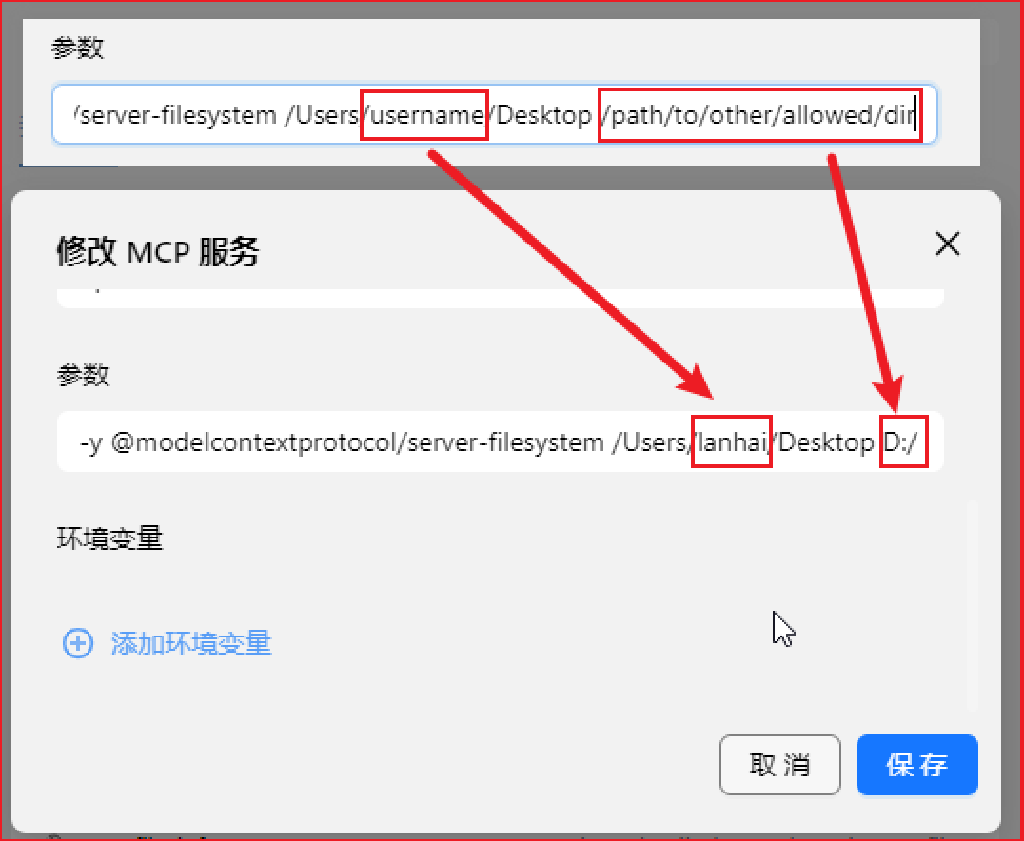 参数
/server-filesystem /Users/username/Desktop /path/to/other/allowed/dir
修改 MCP 服务
参数
-y @modelcontextprotocol/server-filesystem /Users/lanhai/Desktop D:/
环境变量
添加环境变量
取消
保存